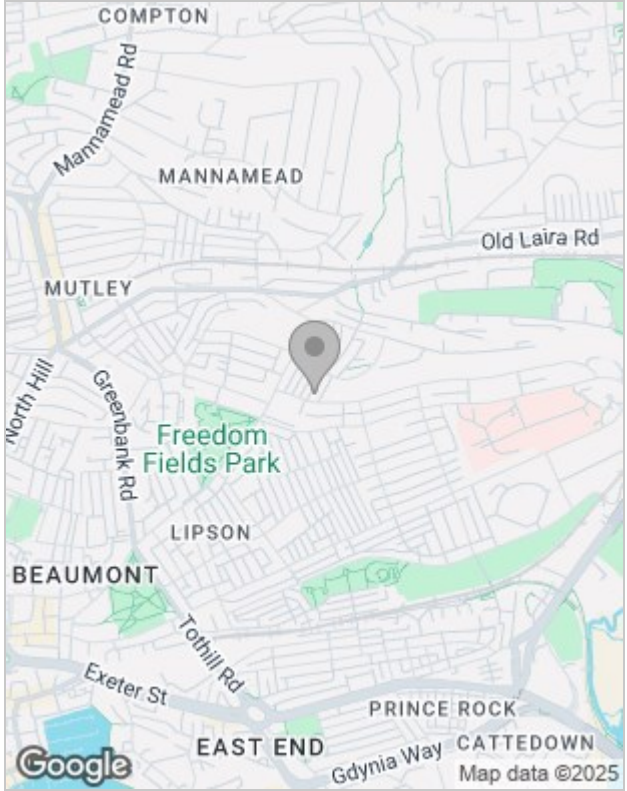 COMPTON
Mannamead Rd
MANNAMEAD
Old Laira Rd
MUTLEY
North Hill
Greenbank Rd
Freedom
Fields Park
LIPSON
BEAUMONT
Tothill Rd
Exeter St
PRINCE ROCK
EAST END
CATTEDOWN
Gdynia Way
Google
Map data ©2025